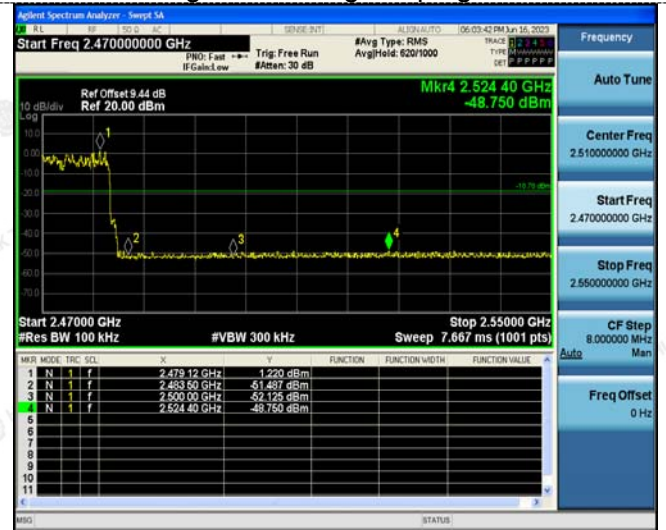 Agilent Spectrum Analyzer - Swept SA
RL RF 50 Ω AC SENSE:INT ALIGN AUTO 06:03:42 PM Jun 16, 2023
Start Freq 2.470000000 GHz
PNO: Fast Trig: Free Run #Avg Type: RMS TRACE 1 2 3 4 5 6
IFGain:Low #Atten: 30 dB Avg|Hold: 620/1000 TYPE M
DET P P P P P P
Mkr4 2.524 40 GHz
-48.750 dBm
Ref Offset 9.44 dB
10 dB/div Ref 20.00 dBm
Log
10.0
0.00
-10.0
-20.0
-30.0
-40.0
-50.0
-60.0
-70.0
1
2
3
4
Start 2.47000 GHz Stop 2.55000 GHz
#Res BW 100 kHz #VBW 300 kHz Sweep 7.667 ms (1001 pts)
MKR MODE TRC SCL X Y FUNCTION FUNCTION WIDTH FUNCTION VALUE
1 N 1 f 2.479 12 GHz 1.220 dBm
2 N 1 f 2.483 50 GHz -51.487 dBm
3 N 1 f 2.500 00 GHz -52.125 dBm
4 N 1 f 2.524 40 GHz -48.750 dBm
5
6
7
8
9
10
11
MSG STATUS
Frequency
Auto Tune
Center Freq
2.510000000 GHz
Start Freq
2.470000000 GHz
Stop Freq
2.550000000 GHz
CF Step
8.000000 MHz
Auto Man
Freq Offset
0 Hz